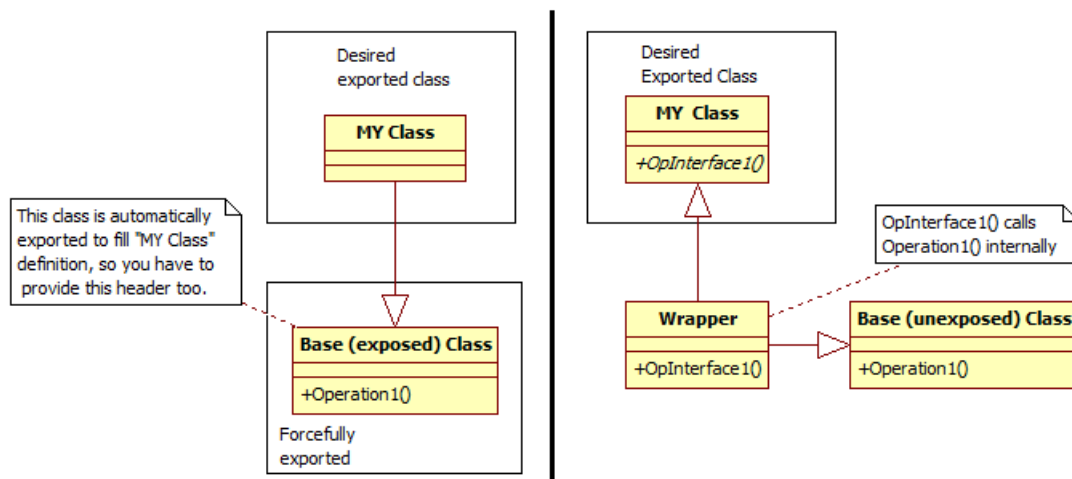 Desired
exported class
MY Class
This class is automatically
exported to fill "MY Class"
definition, so you have to
provide this header too.
Base (exposed) Class
+Operation1()
Forcefully
exported
Desired
Exported Class
MY Class
+OpInterface1()
OpInterface1() calls
Operation1() internally
Wrapper
+OpInterface1()
Base (unexposed) Class
+Operation1()